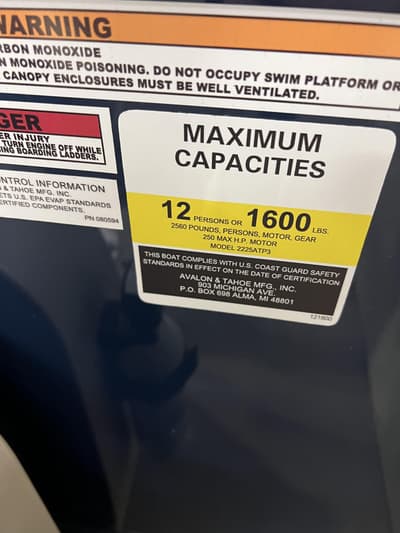 WARNING
RBON MONOXIDE
N MONOXIDE POISONING. DO NOT OCCUPY SWIM PLATFORM OR
CANOPY ENCLOSURES MUST BE WELL VENTILATED.
GER
ER INJURY
TURN ENGINE OFF WHILE
ING BOARDING LADDERS.
NTROL INFORMATION
& TAHOE MFG. INC.
ETS U.S. EPA EVAP STANDARDS
ERTIFIED COMPONENTS.
PN 080594
MAXIMUM
CAPACITIES
12 PERSONS OR 1600 LBS.
2560 POUNDS, PERSONS, MOTOR, GEAR
250 MAX H.P. MOTOR
MODEL 2225ATP3
THIS BOAT COMPLIES WITH U.S. COAST GUARD SAFETY
STANDARDS IN EFFECT ON THE DATE OF CERTIFICATION
AVALON & TAHOE MFG., INC.
903 MICHIGAN AVE.
P.O. BOX 698 ALMA, MI 48801
121800